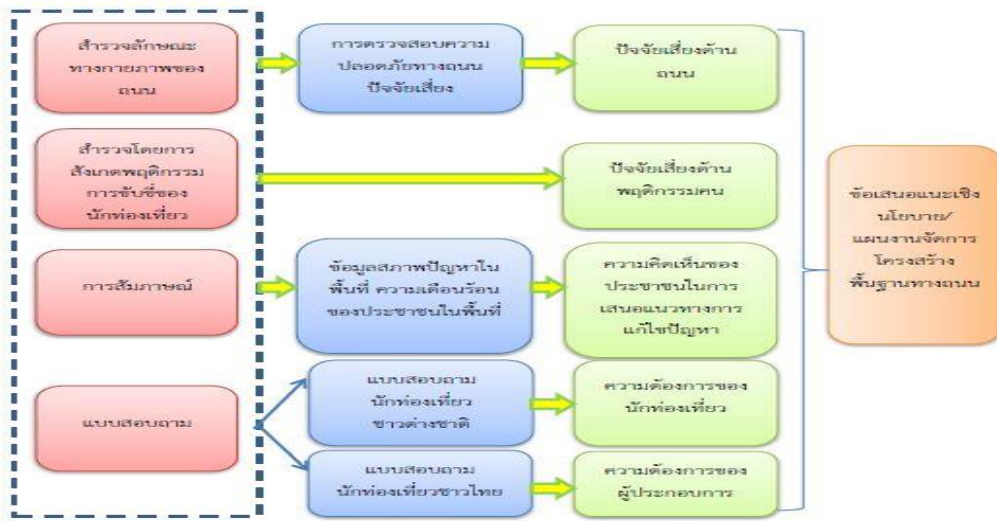 สำรวจลักษณะ
ทางกายภาพของ
ถนน
การตรวจสอบความ
ปลอดภัยทางถนน
ปัจจัยเสี่ยง
ปัจจัยเสี่ยงด้าน
ถนน
สำรวจโดยการ
สังเกตพฤติกรรม
การขับขี่ของ
นักท่องเที่ยว
ปัจจัยเสี่ยงด้าน
พฤติกรรมคน
การสัมภาษณ์
ข้อมูลสภาพปัญหาใน
พื้นที่ ความเดือนร้อน
ของประชาชนในพื้นที่
ความคิดเห็นของ
ประชาชนในการ
เสนอแนวทางการ
แก้ไขปัญหา
แบบสอบถาม
แบบสอบถาม
นักท่องเที่ยว
ชาวต่างชาติ
ความต้องการของ
นักท่องเที่ยว
แบบสอบถาม
นักท่องเที่ยวชาวไทย
ความต้องการของ
ผู้ประกอบการ
ข้อเสนอแนะเชิง
นโยบาย/
แผนงานจัดการ
โครงสร้าง
พื้นฐานทางถนน